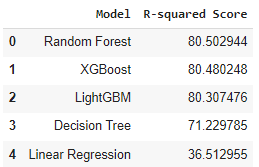 Model R-squared Score
0 Random Forest 80.502944
1 XGBoost 80.480248
2 LightGBM 80.307476
3 Decision Tree 71.229785
4 Linear Regression 36.512955